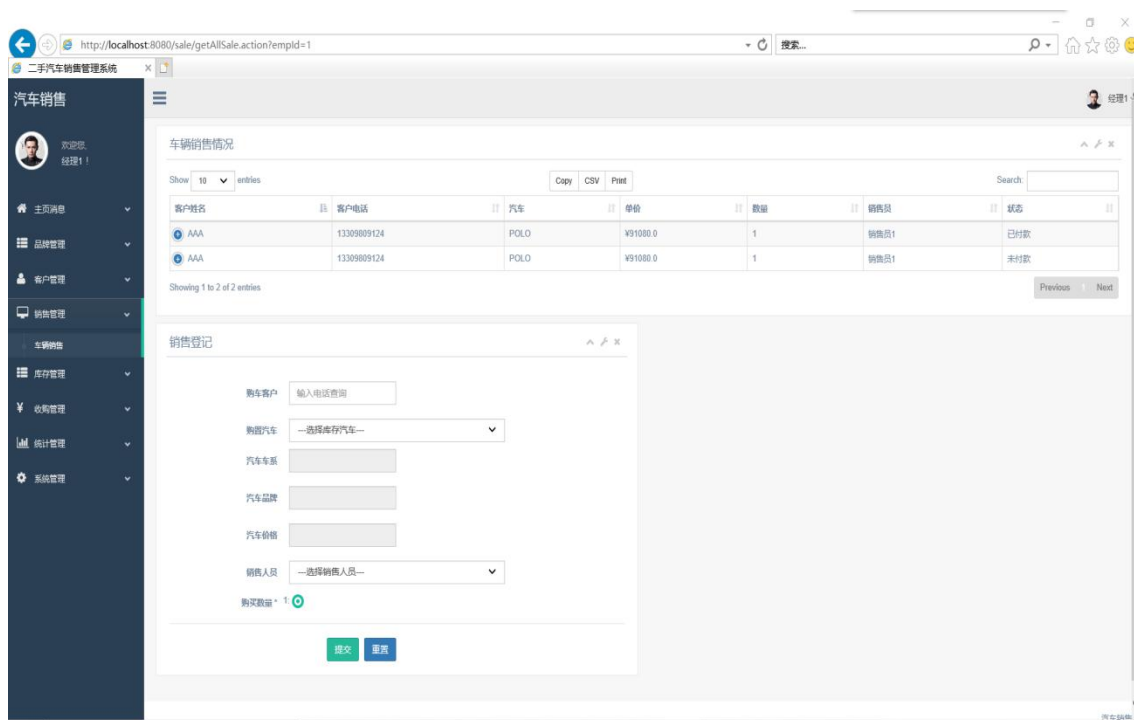 http://localhost:8080/sale/getAllSale.action?empId=1
搜索...
二手汽车销售管理系统
汽车销售
经理1
欢迎您,
经理1！
主页消息
品牌管理
客户管理
销售管理
车辆销售
库存管理
¥ 收购管理
统计管理
系统管理
车辆销售情况
Show 10 entries Copy CSV Print Search:
客户姓名 客户电话 汽车 单价 数量 销售员 状态
AAA 13309809124 POLO ¥91080.0 1 销售员1 已付款
AAA 13309809124 POLO ¥91080.0 1 销售员1 未付款
Showing 1 to 2 of 2 entries Previous 1 Next
销售登记
购车客户 输入电话查询
购置汽车 ---选择库存汽车---
汽车车系
汽车品牌
汽车价格
销售人员 ---选择销售人员---
购买数量 * 1:
提交 重置
汽车销售